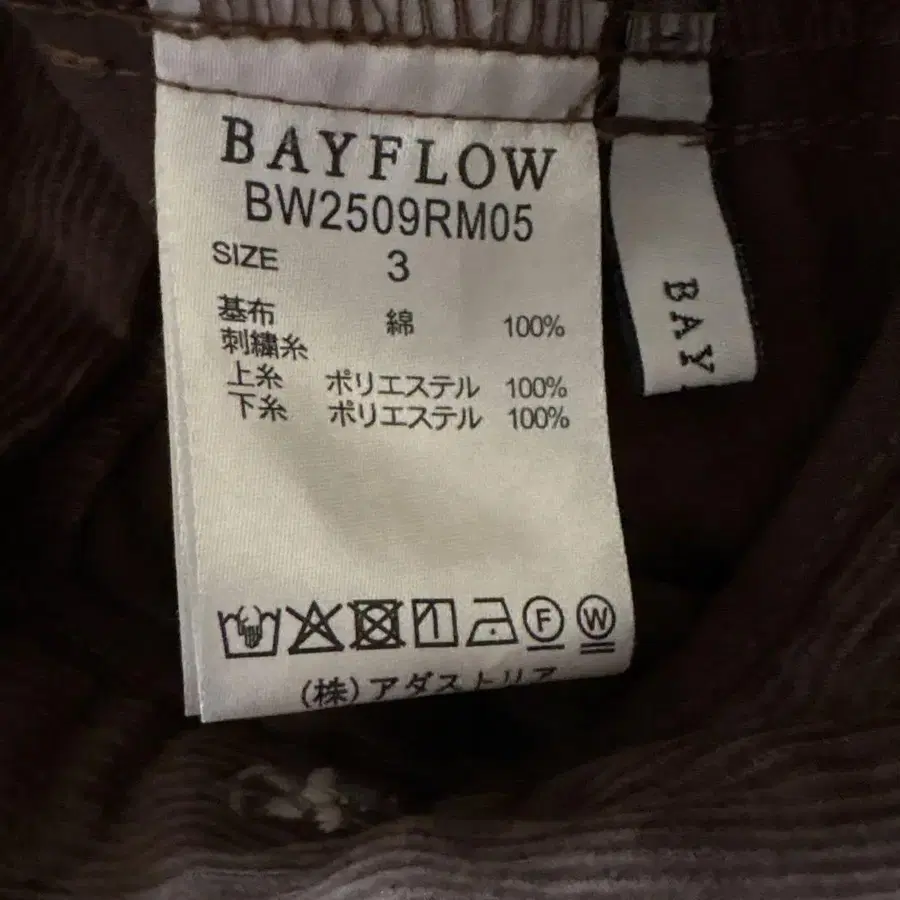 BAYFLOW
BW2509RM05
SIZE 3
基布 綿 100%
刺繍糸
上糸 ポリエステル 100%
下糸 ポリエステル 100%
F W
(株)アダストリア
BAY